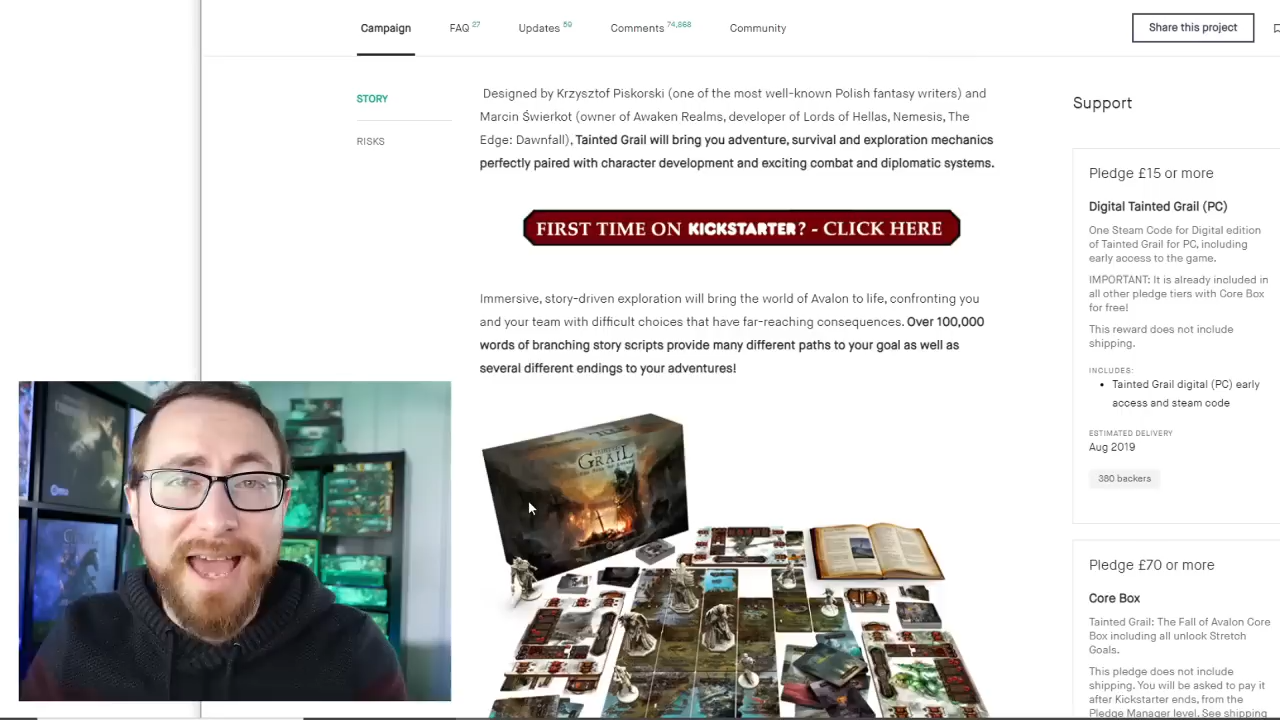 Campaign
FAQ 27
Updates 59
Comments 74,868
Community
Share this project
STORY
RISKS
Designed by Krzysztof Piskorski (one of the most well-known Polish fantasy writers) and
Marcin Świerkot (owner of Awaken Realms, developer of Lords of Hellas, Nemesis, The
Edge: Dawnfall), Tainted Grail will bring you adventure, survival and exploration mechanics
perfectly paired with character development and exciting combat and diplomatic systems.
FIRST TIME ON KICKSTARTER? - CLICK HERE
Immersive, story-driven exploration will bring the world of Avalon to life, confronting you
and your team with difficult choices that have far-reaching consequences. Over 100,000
words of branching story scripts provide many different paths to your goal as well as
several different endings to your adventures!
GRAIL
Support
Pledge £15 or more
Digital Tainted Grail (PC)
One Steam Code for Digital edition
of Tainted Grail for PC, including
early access to the game.
IMPORTANT: It is already included in
all other pledge tiers with Core Box
for free!
This reward does not include
shipping.
INCLUDES:
• Tainted Grail digital (PC) early
access and steam code
ESTIMATED DELIVERY
Aug 2019
380 backers
Pledge £70 or more
Core Box
Tainted Grail: The Fall of Avalon Core
Box including all unlock Stretch
Goals.
This pledge does not include
shipping. You will be asked to pay it
after Kickstarter ends, from the
Pledge Manager level. See shipping